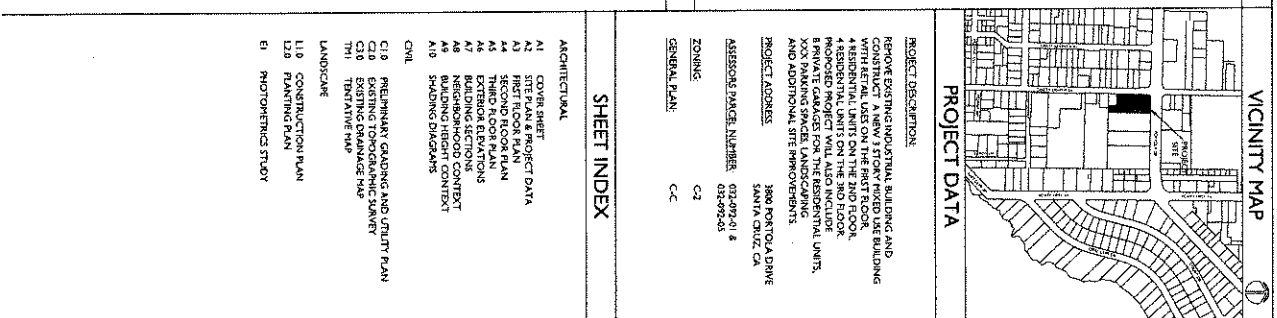 VICINITY MAP
PROJECT SITE
PROJECT DATA
PROJECT DESCRIPTION:
REMOVE EXISTING INDUSTRIAL BUILDING AND
CONSTRUCT A NEW 3 STORY MIXED USE BUILDING
WITH RETAIL USES ON THE FIRST FLOOR,
4 RESIDENTIAL UNITS ON THE 2ND FLOOR,
4 RESIDENTIAL UNITS ON THE 3RD FLOOR.
PROPOSED PROJECT WILL ALSO INCLUDE
8 PRIVATE GARAGES FOR THE RESIDENTIAL UNITS,
XXX PARKING SPACES, LANDSCAPING
AND ADDITIONAL SITE IMPROVEMENTS.
PROJECT ADDRESS: 3800 PORTOLA DRIVE
SANTA CRUZ, CA
ASSESSORS PARCEL NUMBER: 032-092-01 &
032-092-05
ZONING: C-2
GENERAL PLAN: C-C
SHEET INDEX
ARCHITECTURAL
A1 COVER SHEET
A2 SITE PLAN & PROJECT DATA
A3 FIRST FLOOR PLAN
A4 SECOND FLOOR PLAN
A5 THIRD FLOOR PLAN
A6 EXTERIOR ELEVATIONS
A7 BUILDING SECTIONS
A8 NEIGHBORHOOD CONTEXT
A9 BUILDING HEIGHT CONTEXT
A10 SHADING DIAGRAMS
CIVIL
C1.0 PRELIMINARY GRADING AND UTILITY PLAN
C2.0 EXISTING TOPOGRAPHIC SURVEY
C3.0 EXISTING DRAINAGE MAP
TM1 TENTATIVE MAP
LANDSCAPE
L1.0 CONSTRUCTION PLAN
L2.0 PLANTING PLAN
E1 PHOTOMETRICS STUDY